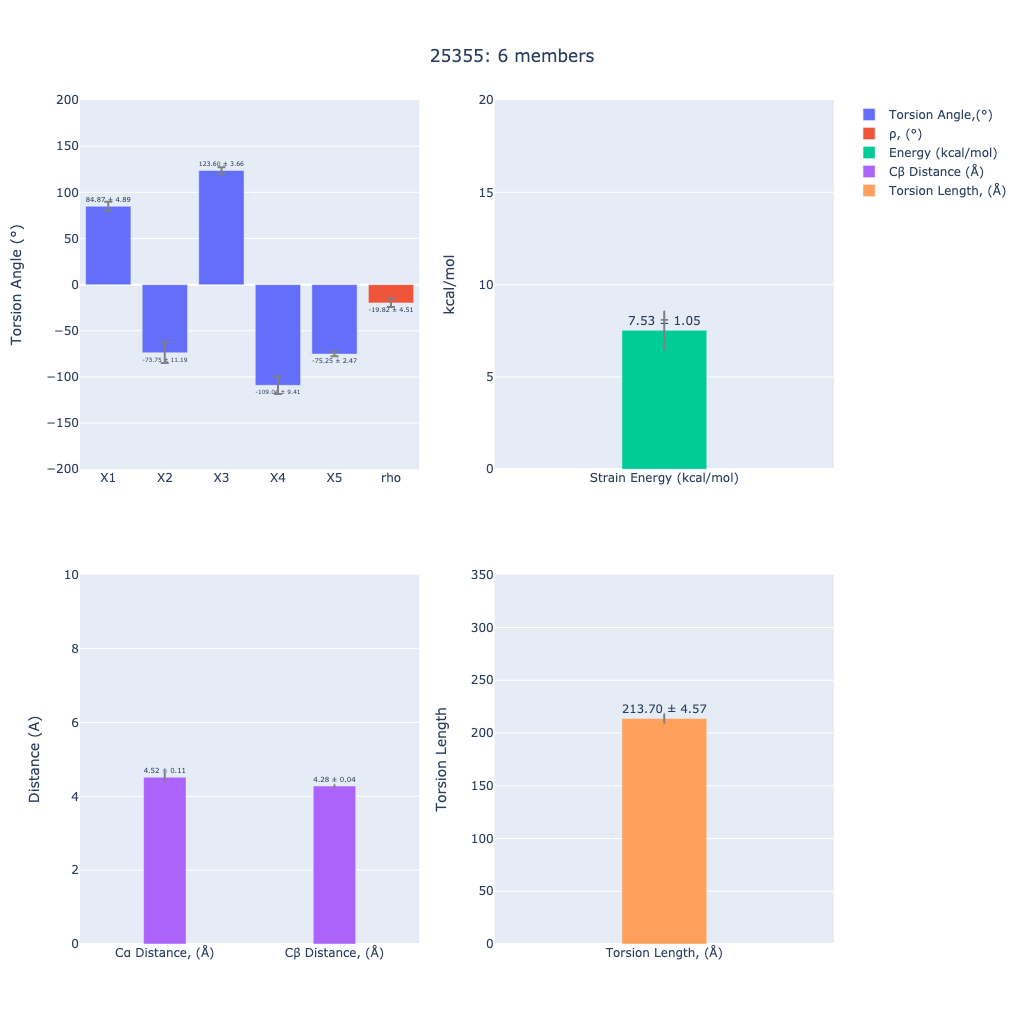 25355: 6 members
Torsion Angle (°)
200
150
100
50
0
−50
−100
−150
−200
84.87 ± 4.89
-73.75 ± 11.19
123.60 ± 3.66
-75.25 ± 2.47
-19.82 ± 4.51
X1 X2 X3 X4 X5 rho
kcal/mol
20
15
10
5
0
7.53 ± 1.05
Strain Energy (kcal/mol)
Torsion Angle,(°)
ρ, (°)
Energy (kcal/mol)
Cβ Distance (Å)
Torsion Length, (Å)
Distance (A)
10
8
6
4
2
0
4.52 ± 0.11
4.28 ± 0.04
Cα Distance, (Å) Cβ Distance, (Å)
Torsion Length
350
300
250
200
150
100
50
0
213.70 ± 4.57
Torsion Length, (Å)